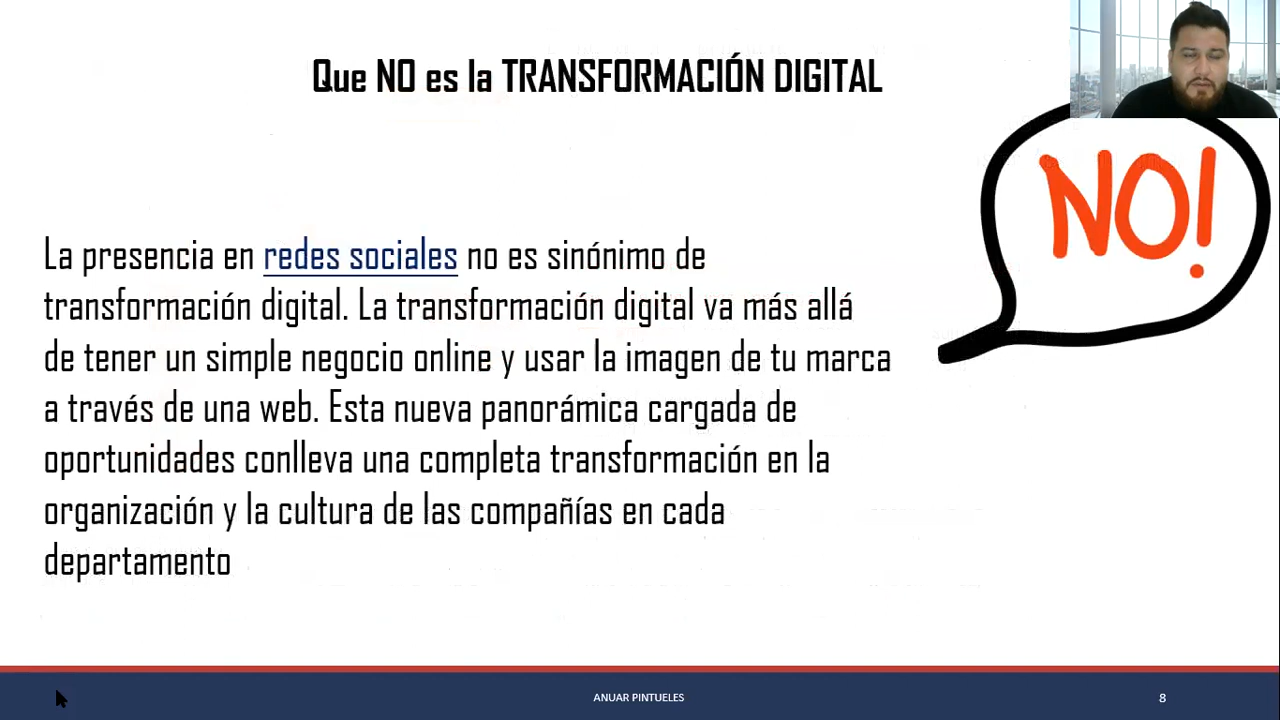 Que NO es la TRANSFORMACIÓN DIGITAL
NO!
La presencia en redes sociales no es sinónimo de
transformación digital. La transformación digital va más allá
de tener un simple negocio online y usar la imagen de tu marca
a través de una web. Esta nueva panorámica cargada de
oportunidades conlleva una completa transformación en la
organización y la cultura de las compañías en cada
departamento
ANUAR PINTUELES
8